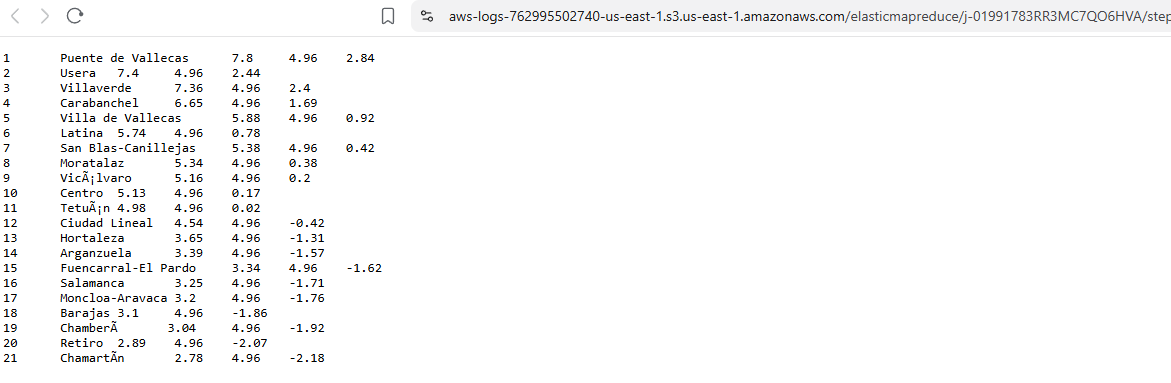 aws-logs-762995502740-us-east-1.s3.us-east-1.amazonaws.com/elasticmapreduce/j-01991783RR3MC7QO6HVA/step
1 Puente de Vallecas 7.8 4.96 2.84
2 Usera 7.4 4.96 2.44
3 Villaverde 7.36 4.96 2.4
4 Carabanchel 6.65 4.96 1.69
5 Villa de Vallecas 5.88 4.96 0.92
6 Latina 5.74 4.96 0.78
7 San Blas-Canillejas 5.38 4.96 0.42
8 Moratalaz 5.34 4.96 0.38
9 VicÃ¡lvaro 5.16 4.96 0.2
10 Centro 5.13 4.96 0.17
11 TetuÃ¡n 4.98 4.96 0.02
12 Ciudad Lineal 4.54 4.96 -0.42
13 Hortaleza 3.65 4.96 -1.31
14 Arganzuela 3.39 4.96 -1.57
15 Fuencarral-El Pardo 3.34 4.96 -1.62
16 Salamanca 3.25 4.96 -1.71
17 Moncloa-Aravaca 3.2 4.96 -1.76
18 Barajas 3.1 4.96 -1.86
19 ChamberÃ 3.04 4.96 -1.92
20 Retiro 2.89 4.96 -2.07
21 ChamartÃn 2.78 4.96 -2.18